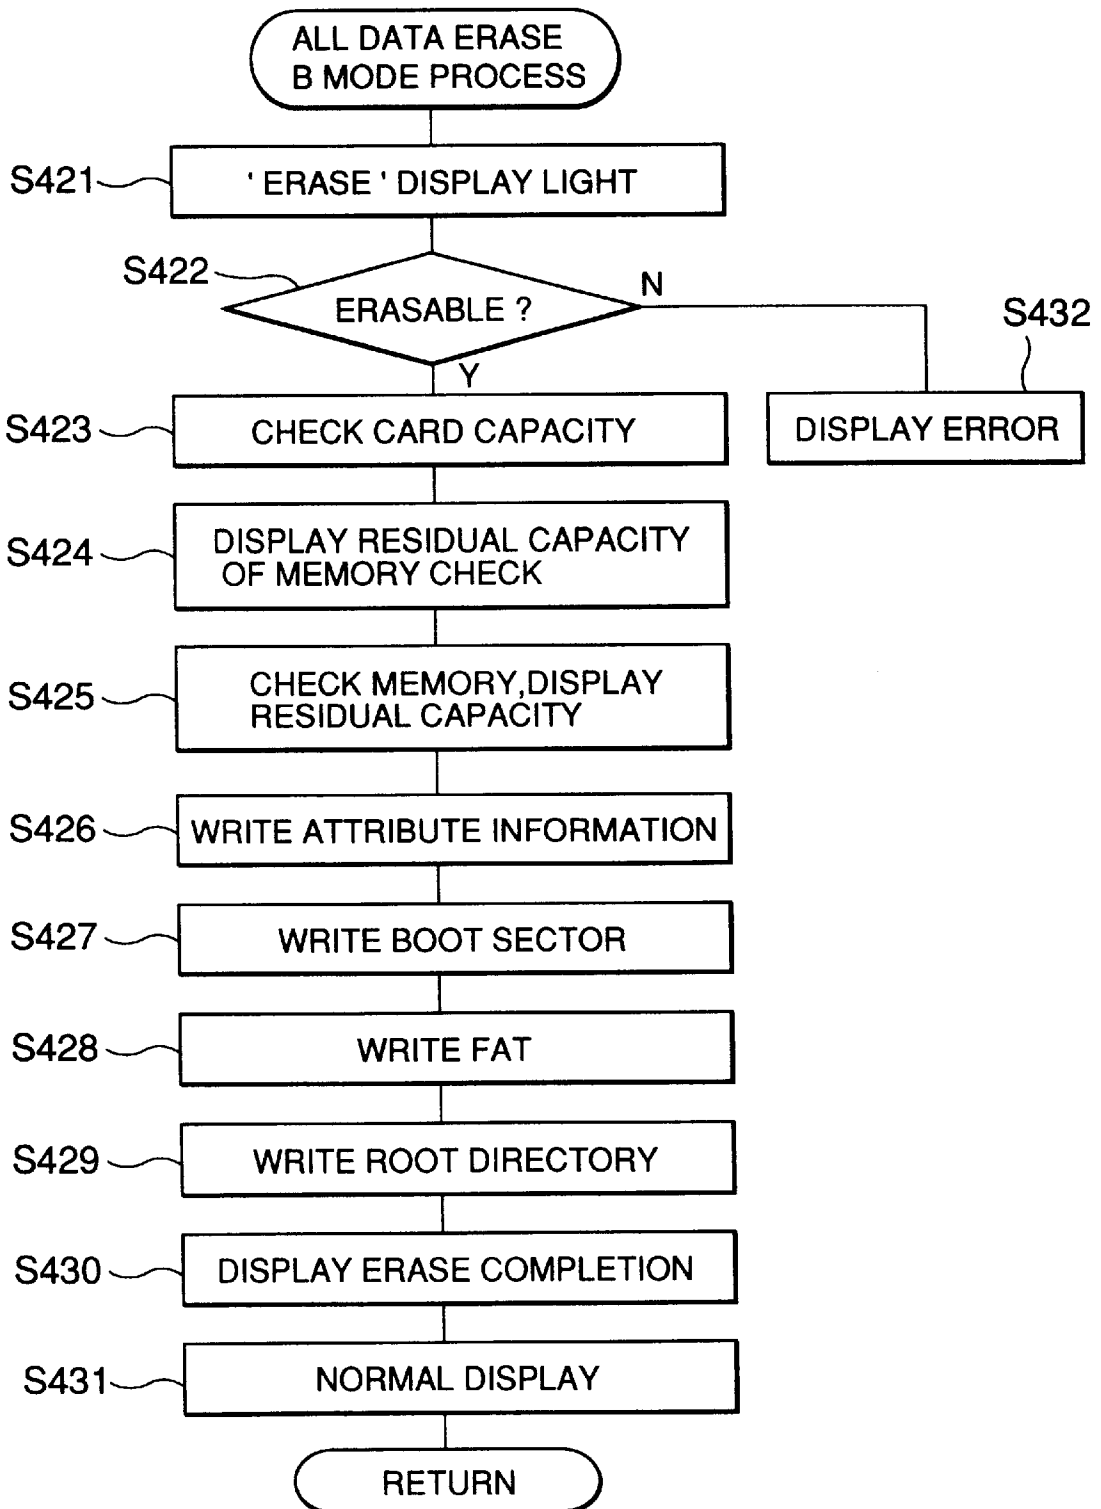 ALL DATA ERASE
B MODE PROCESS
S421
' ERASE ' DISPLAY LIGHT
S422
ERASABLE ?
N
S432
Y
S423
CHECK CARD CAPACITY
DISPLAY ERROR
S424
DISPLAY RESIDUAL CAPACITY
OF MEMORY CHECK
S425
CHECK MEMORY,DISPLAY
RESIDUAL CAPACITY
S426
WRITE ATTRIBUTE INFORMATION
S427
WRITE BOOT SECTOR
S428
WRITE FAT
S429
WRITE ROOT DIRECTORY
S430
DISPLAY ERASE COMPLETION
S431
NORMAL DISPLAY
RETURN